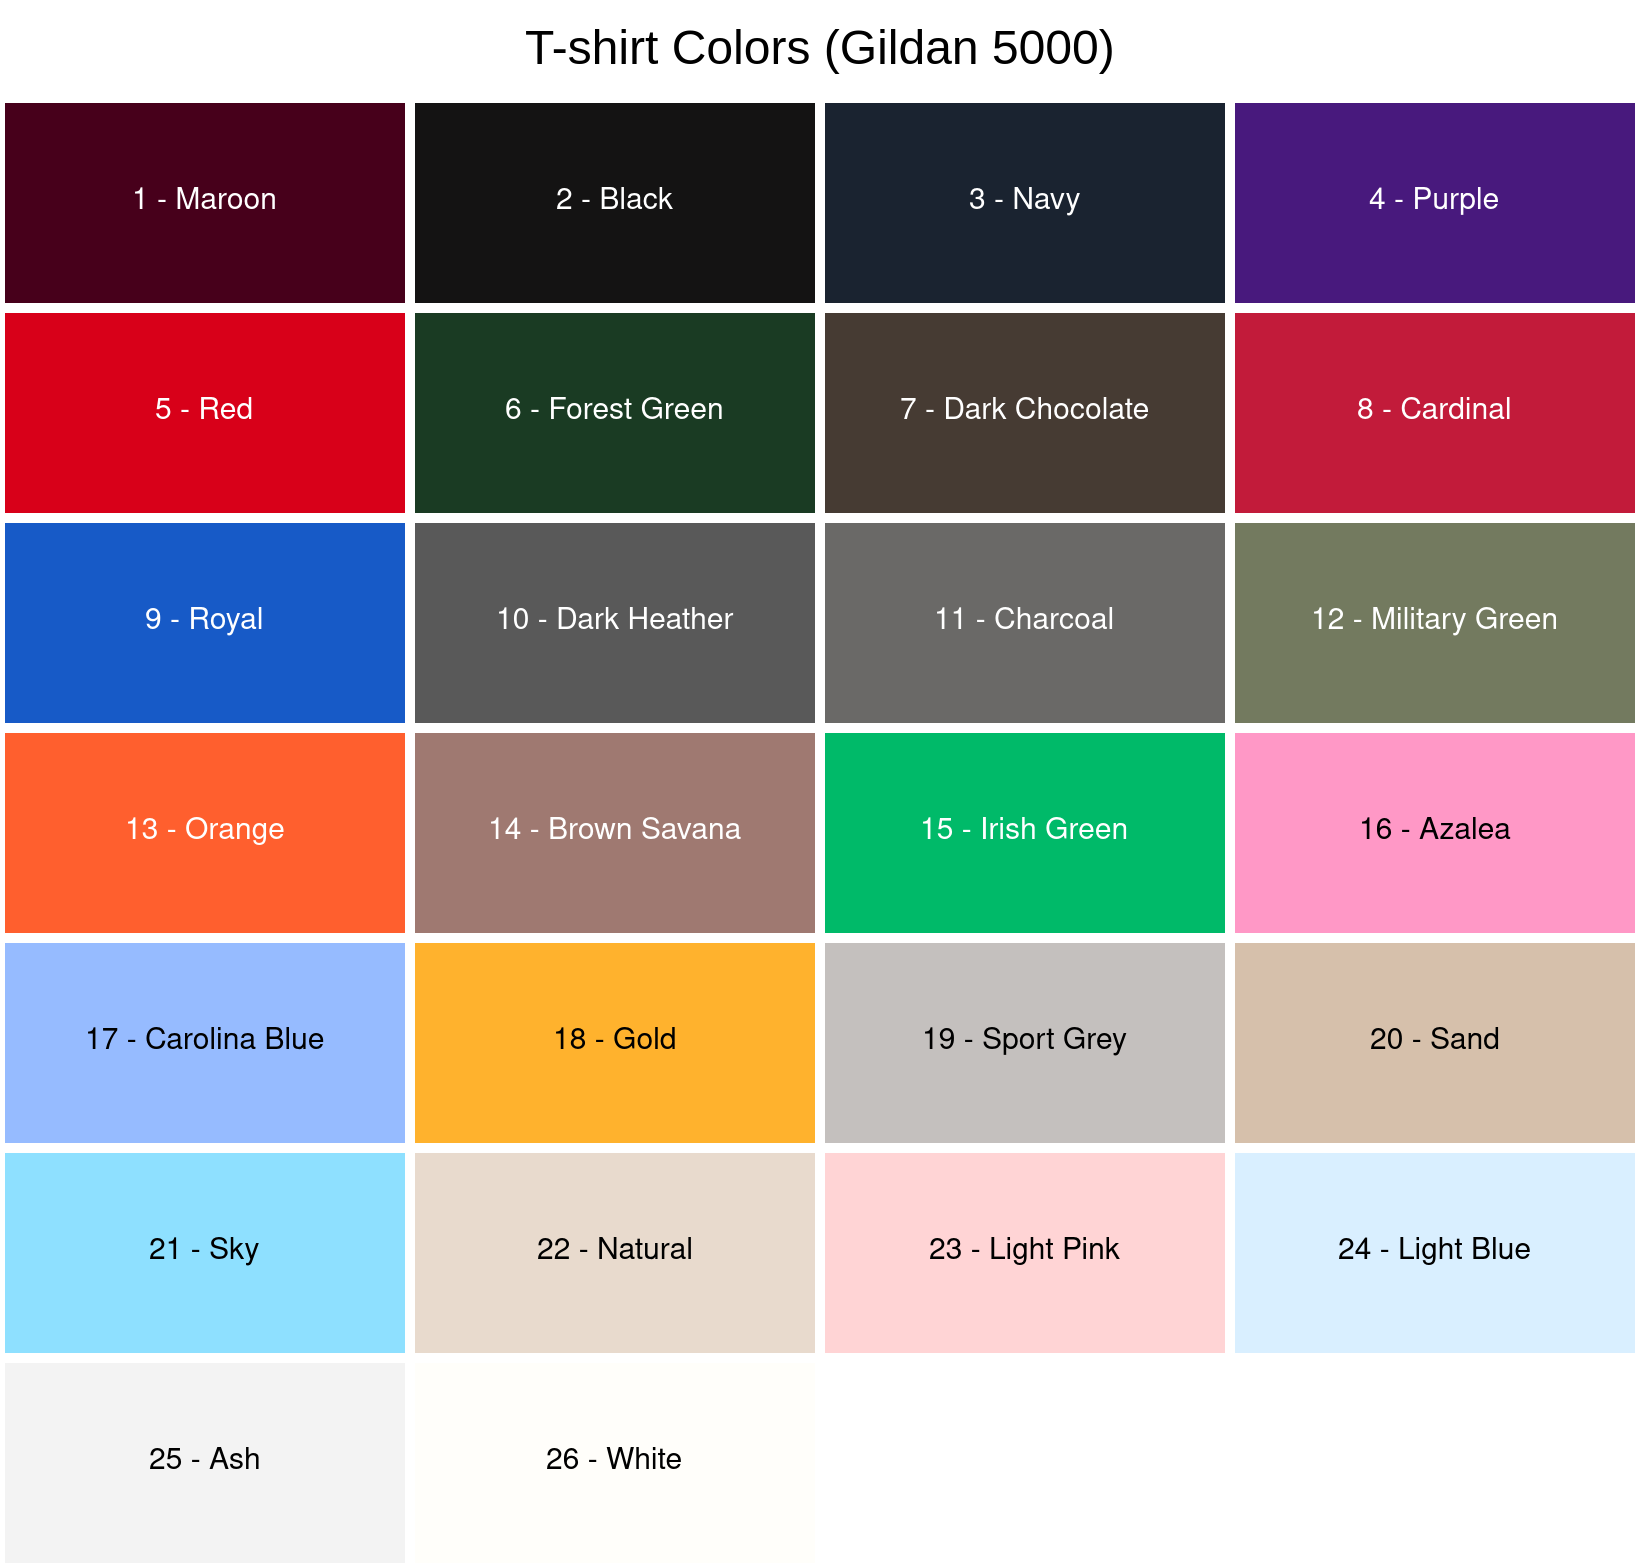 T-shirt Colors (Gildan 5000)
1 - Maroon
2 - Black
3 - Navy
4 - Purple
5 - Red
6 - Forest Green
7 - Dark Chocolate
8 - Cardinal
9 - Royal
10 - Dark Heather
11 - Charcoal
12 - Military Green
13 - Orange
14 - Brown Savana
15 - Irish Green
16 - Azalea
17 - Carolina Blue
18 - Gold
19 - Sport Grey
20 - Sand
21 - Sky
22 - Natural
23 - Light Pink
24 - Light Blue
25 - Ash
26 - White